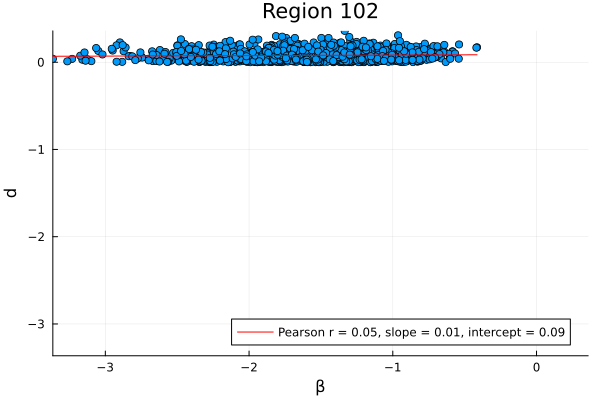 Region 102
0
−1
−2
−3
d
Pearson r = 0.05, slope = 0.01, intercept = 0.09
−3
−2
−1
0
β